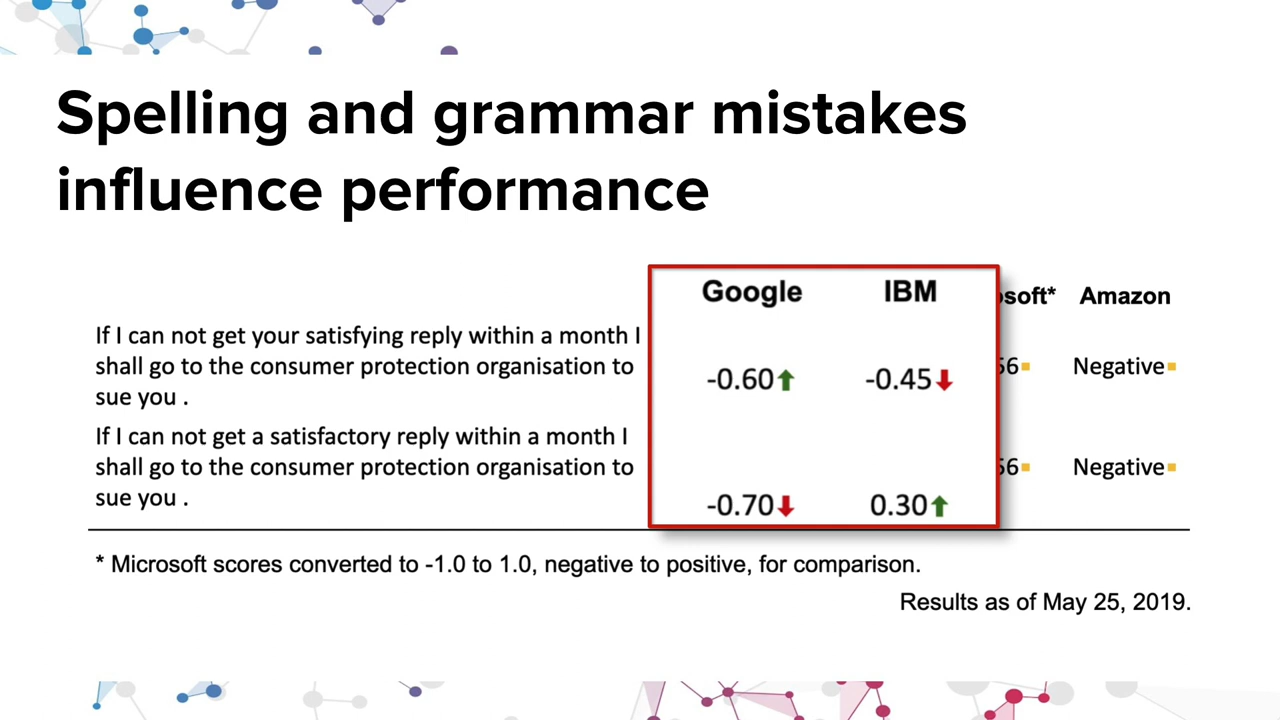 Spelling and grammar mistakes
influence performance
Google IBM soft* Amazon
If I can not get your satisfying reply within a month I
shall go to the consumer protection organisation to
sue you .
-0.60 -0.45 Negative
If I can not get a satisfactory reply within a month I
shall go to the consumer protection organisation to
sue you .
-0.70 0.30 Negative
* Microsoft scores converted to -1.0 to 1.0, negative to positive, for comparison.
Results as of May 25, 2019.